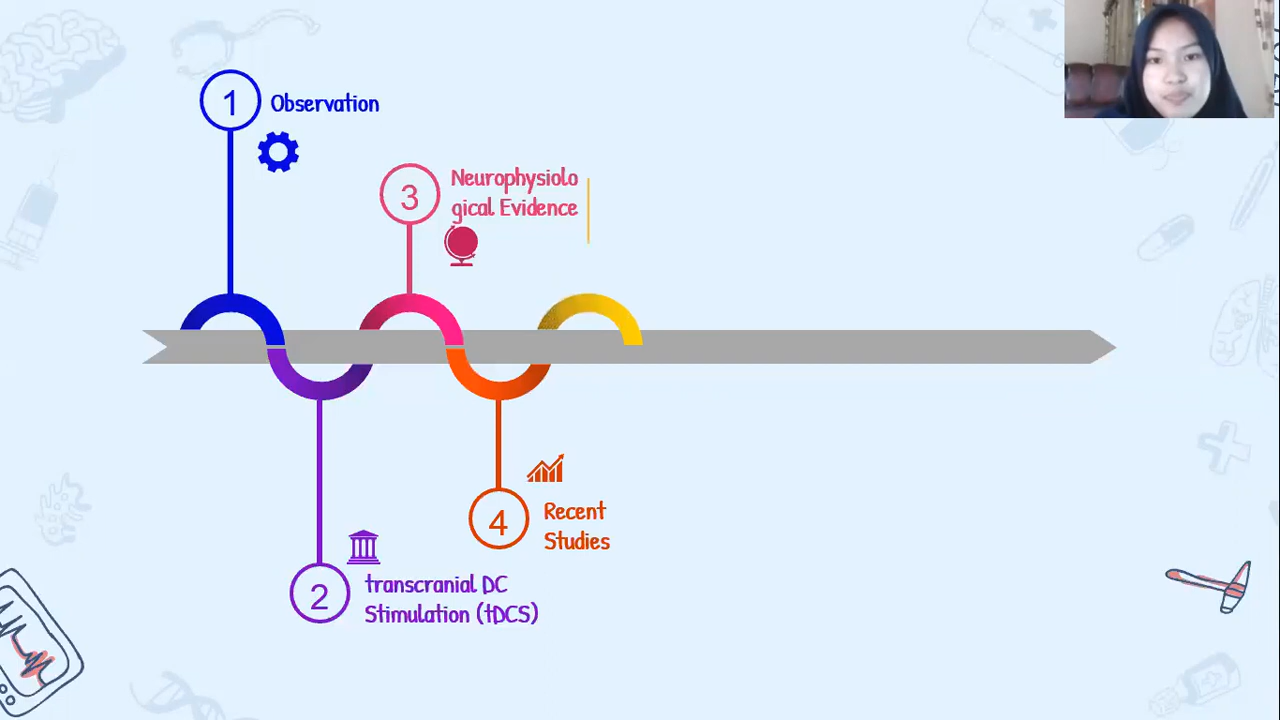 1
Observation
3
Neurophysiolo
gical Evidence
4
Recent
Studies
2
transcranial DC
Stimulation (tDCS)